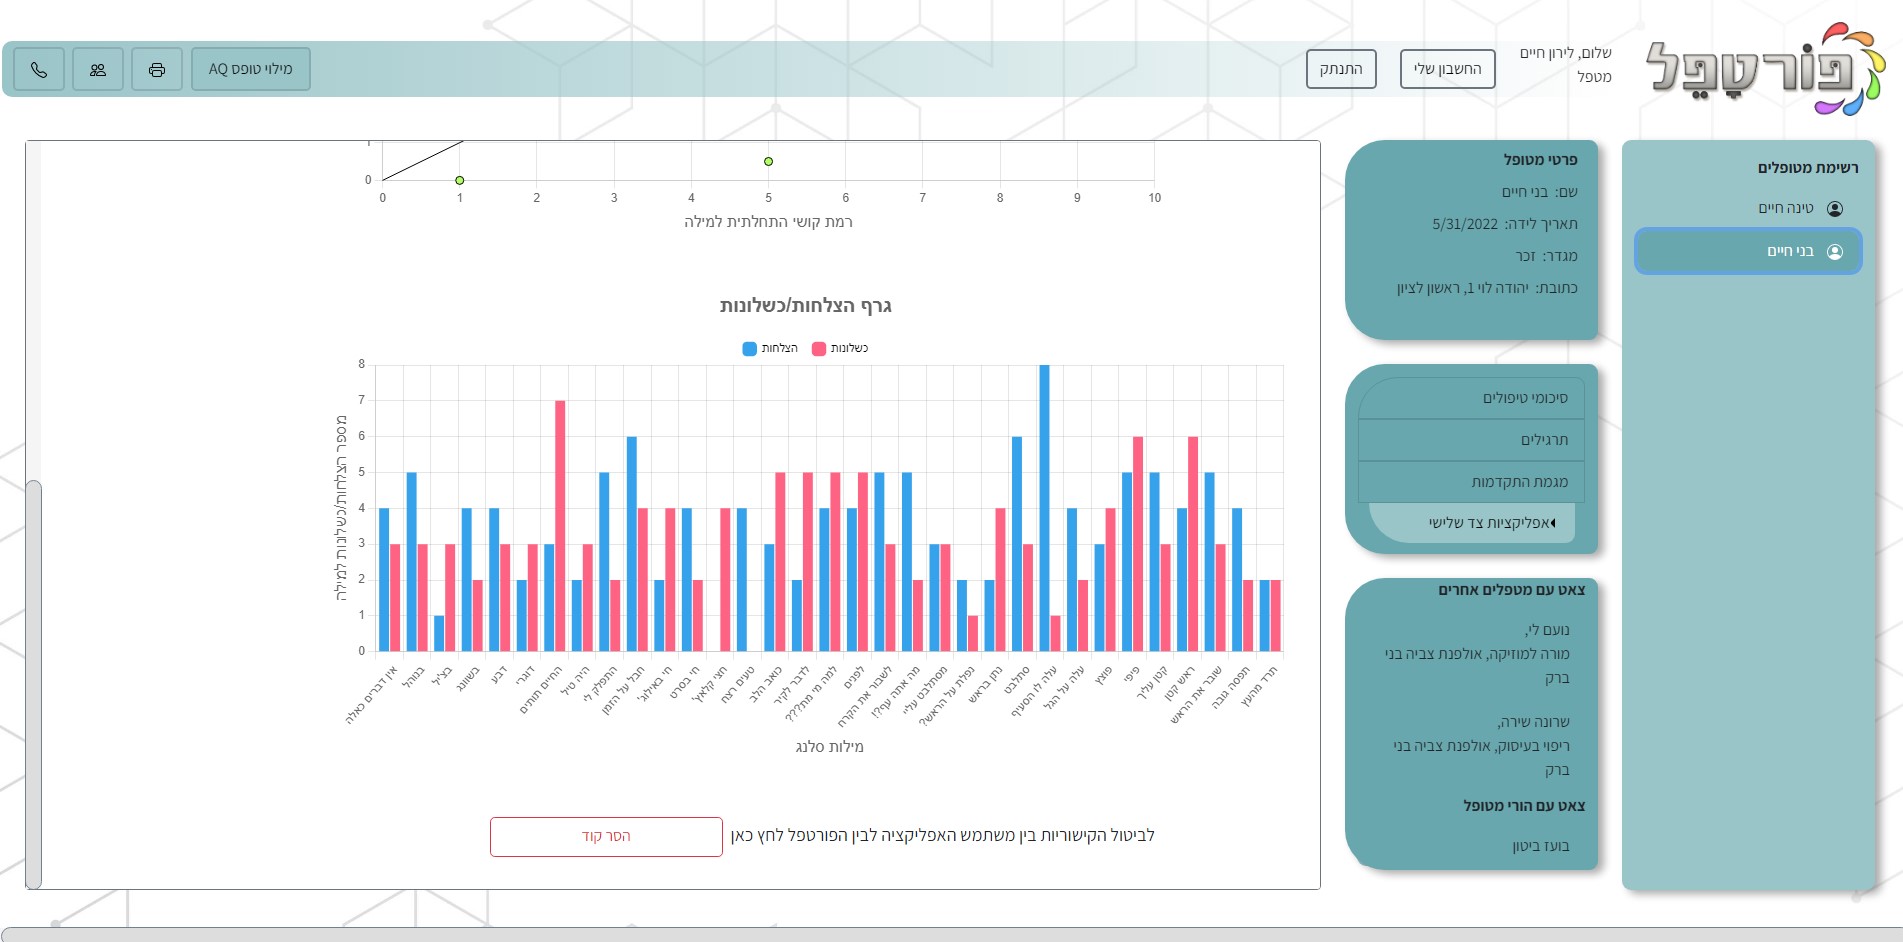 פורטפל
שלום, לירון חיים
מטפל
החשבון שלי
התנתק
מילוי טופס AQ
רשימת מטופלים
טינה חיים
בני חיים
פרטי מטופל
שם: בני חיים
תאריך לידה: 5/31/2022
מגדר: זכר
כתובת: יהודה לוי 1, ראשון לציון
סיכומי טיפולים
תרגילים
מגמת התקדמות
אפליקציות צד שלישי
צאט עם מטפלים אחרים
נועם לי,
מורה למוזיקה, אולפנת צביה בני
ברק
שרונה שירה,
ריפוי בעיסוק, אולפנת צביה בני
ברק
צאט עם הורי מטופל
בועז ביטון
0
0 1 2 3 4 5 6 7 8 9 10
רמת קושי התחלתית למילה
גרף הצלחות/כשלונות
הצלחות
כשלונות
מספר הצלחות/כשלונות למילה
8
7
6
5
4
3
2
1
0
אין דברים כאלה
בנוהל
בצ'יל
בשוונג
דבע
דוגרי
החיים תותים
היה טיל
התפלק לי
חבל על הזמן
חי באילוג'
חי בסרט
חצי קלאץ'
טעים רצח
כואב הלב
לדבר לקיר
למה מי מת???
לפנים
לשבור את הקרח
מה אתה עף?!
מסתלבט עליי
נפלת על הראש?
נתן בראש
סתלבט
עלה לו הסעיף
עלה על הגל
פוצץ
פיפי
קטן עליך
ראש קטן
שובר את הראש
תפסה גובה
תרד מהעץ
מילות סלנג
לביטול הקישוריות בין משתמש האפליקציה לבין הפורטפל לחץ כאן
הסר קוד